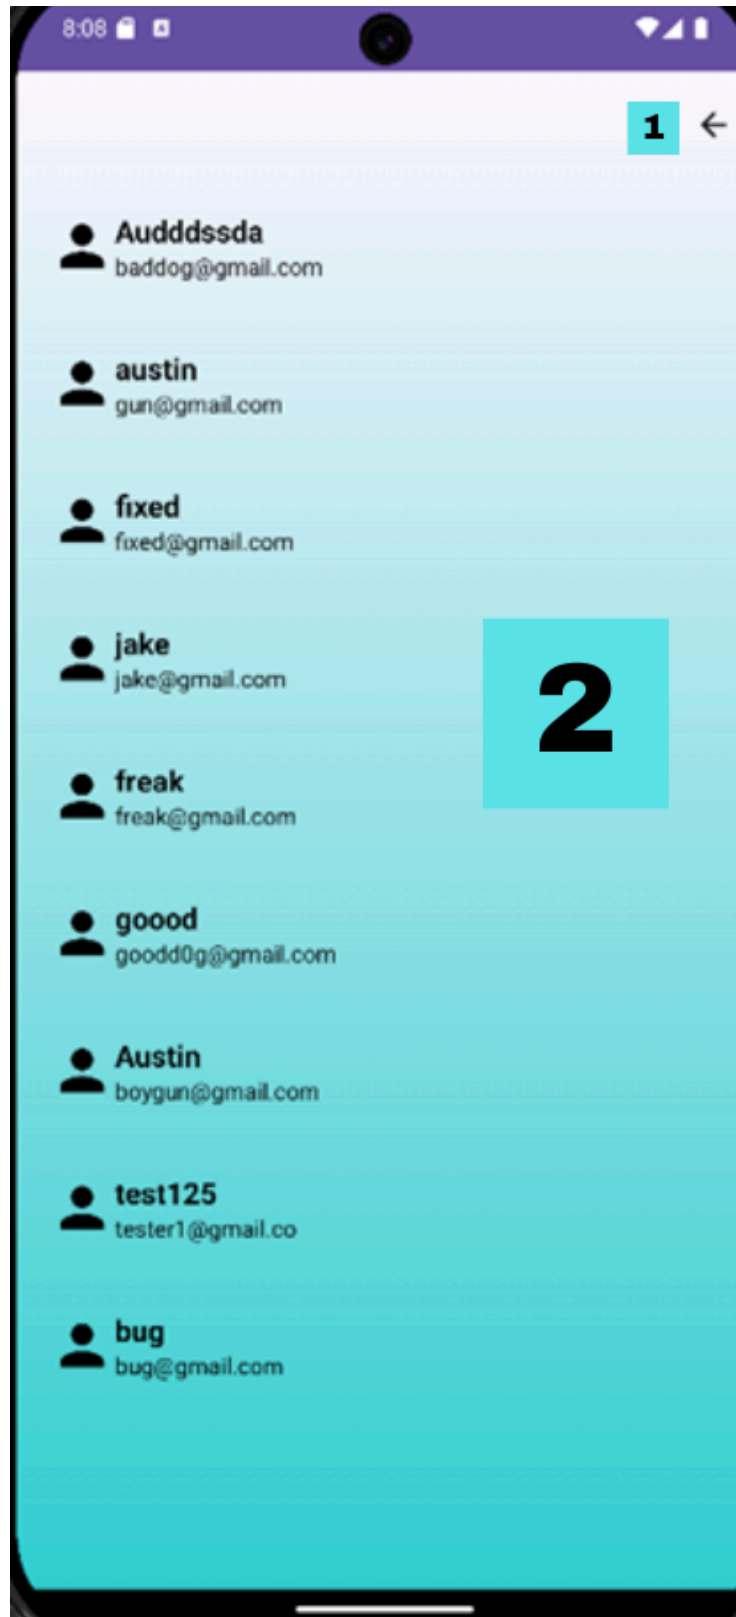 8:08
1
Audddssda
baddog@gmail.com
austin
gun@gmail.com
fixed
fixed@gmail.com
jake
jake@gmail.com
2
freak
freak@gmail.com
goood
goodd0g@gmail.com
Austin
boygun@gmail.com
test125
tester1@gmail.co
bug
bug@gmail.com